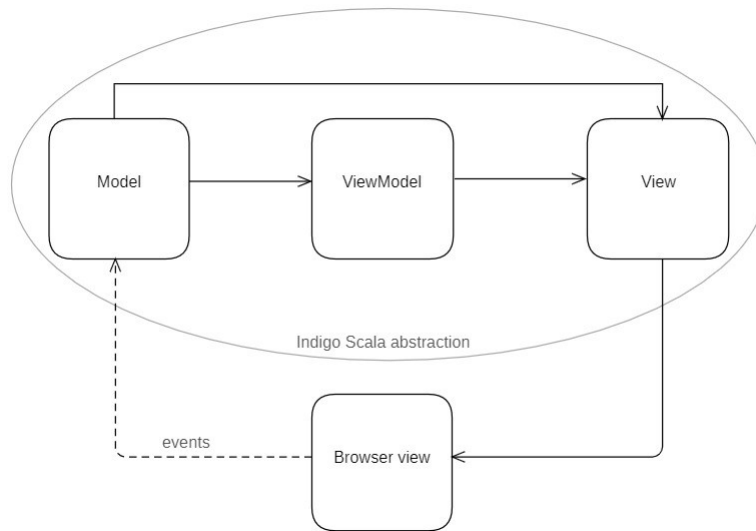 Model
ViewModel
View
Indigo Scala abstraction
events
Browser view